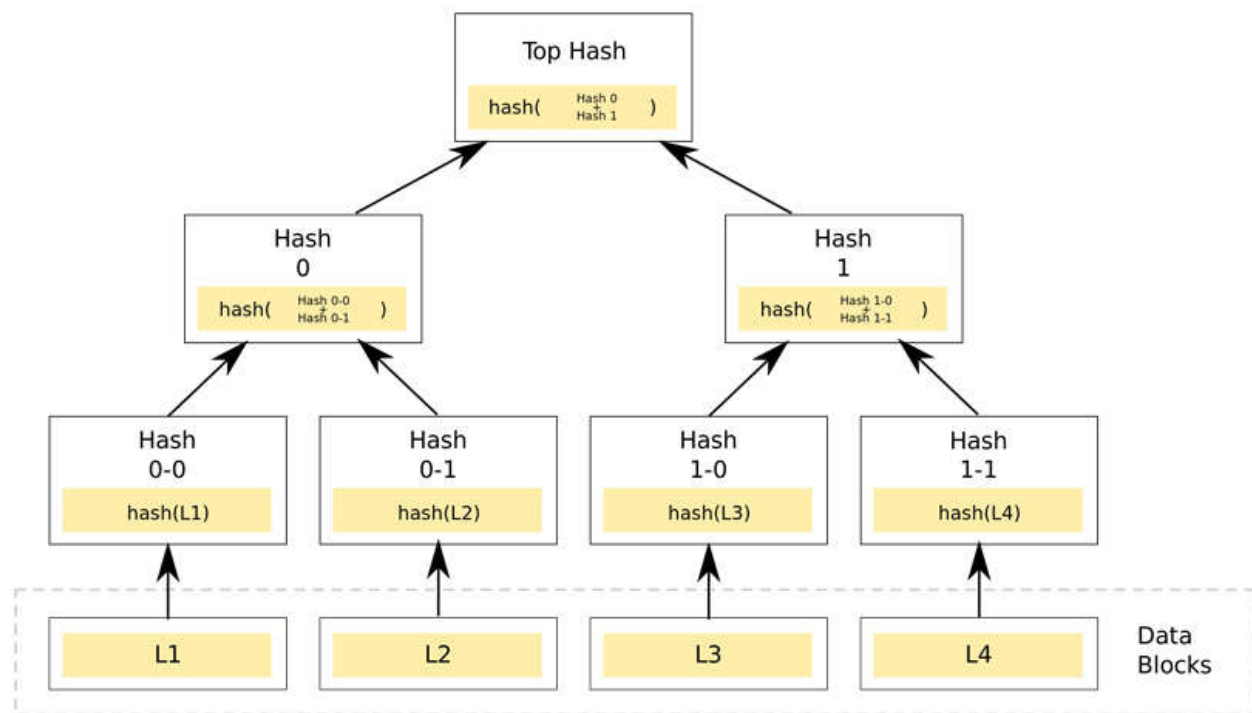 Top Hash
hash( Hash 0 + Hash 1 )
Hash
0
hash( Hash 0-0 + Hash 0-1 )
Hash
1
hash( Hash 1-0 + Hash 1-1 )
Hash
0-0
hash(L1)
Hash
0-1
hash(L2)
Hash
1-0
hash(L3)
Hash
1-1
hash(L4)
L1
L2
L3
L4
Data
Blocks